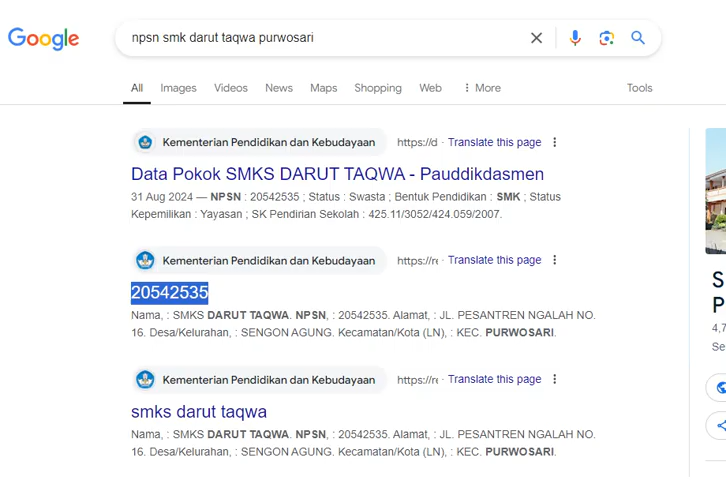 Google
npsn smk darut taqwa purwosari
All Images Videos News Maps Shopping Web More Tools
Kementerian Pendidikan dan Kebudayaan https://d · Translate this page
Data Pokok SMKS DARUT TAQWA - Pauddikdasmen
31 Aug 2024 — NPSN : 20542535 ; Status : Swasta ; Bentuk Pendidikan : SMK ; Status
Kepemilikan : Yayasan ; SK Pendirian Sekolah : 425.11/3052/424.059/2007.
Kementerian Pendidikan dan Kebudayaan https://re · Translate this page
20542535
Nama, : SMKS DARUT TAQWA. NPSN, : 20542535. Alamat, : JL. PESANTREN NGALAH NO.
16. Desa/Kelurahan, : SENGON AGUNG. Kecamatan/Kota (LN), : KEC. PURWOSARI.
S
P
4,7
Se
Kementerian Pendidikan dan Kebudayaan https://re · Translate this page
smks darut taqwa
Nama, : SMKS DARUT TAQWA. NPSN, : 20542535. Alamat, : JL. PESANTREN NGALAH NO.
16. Desa/Kelurahan, : SENGON AGUNG. Kecamatan/Kota (LN), : KEC. PURWOSARI.